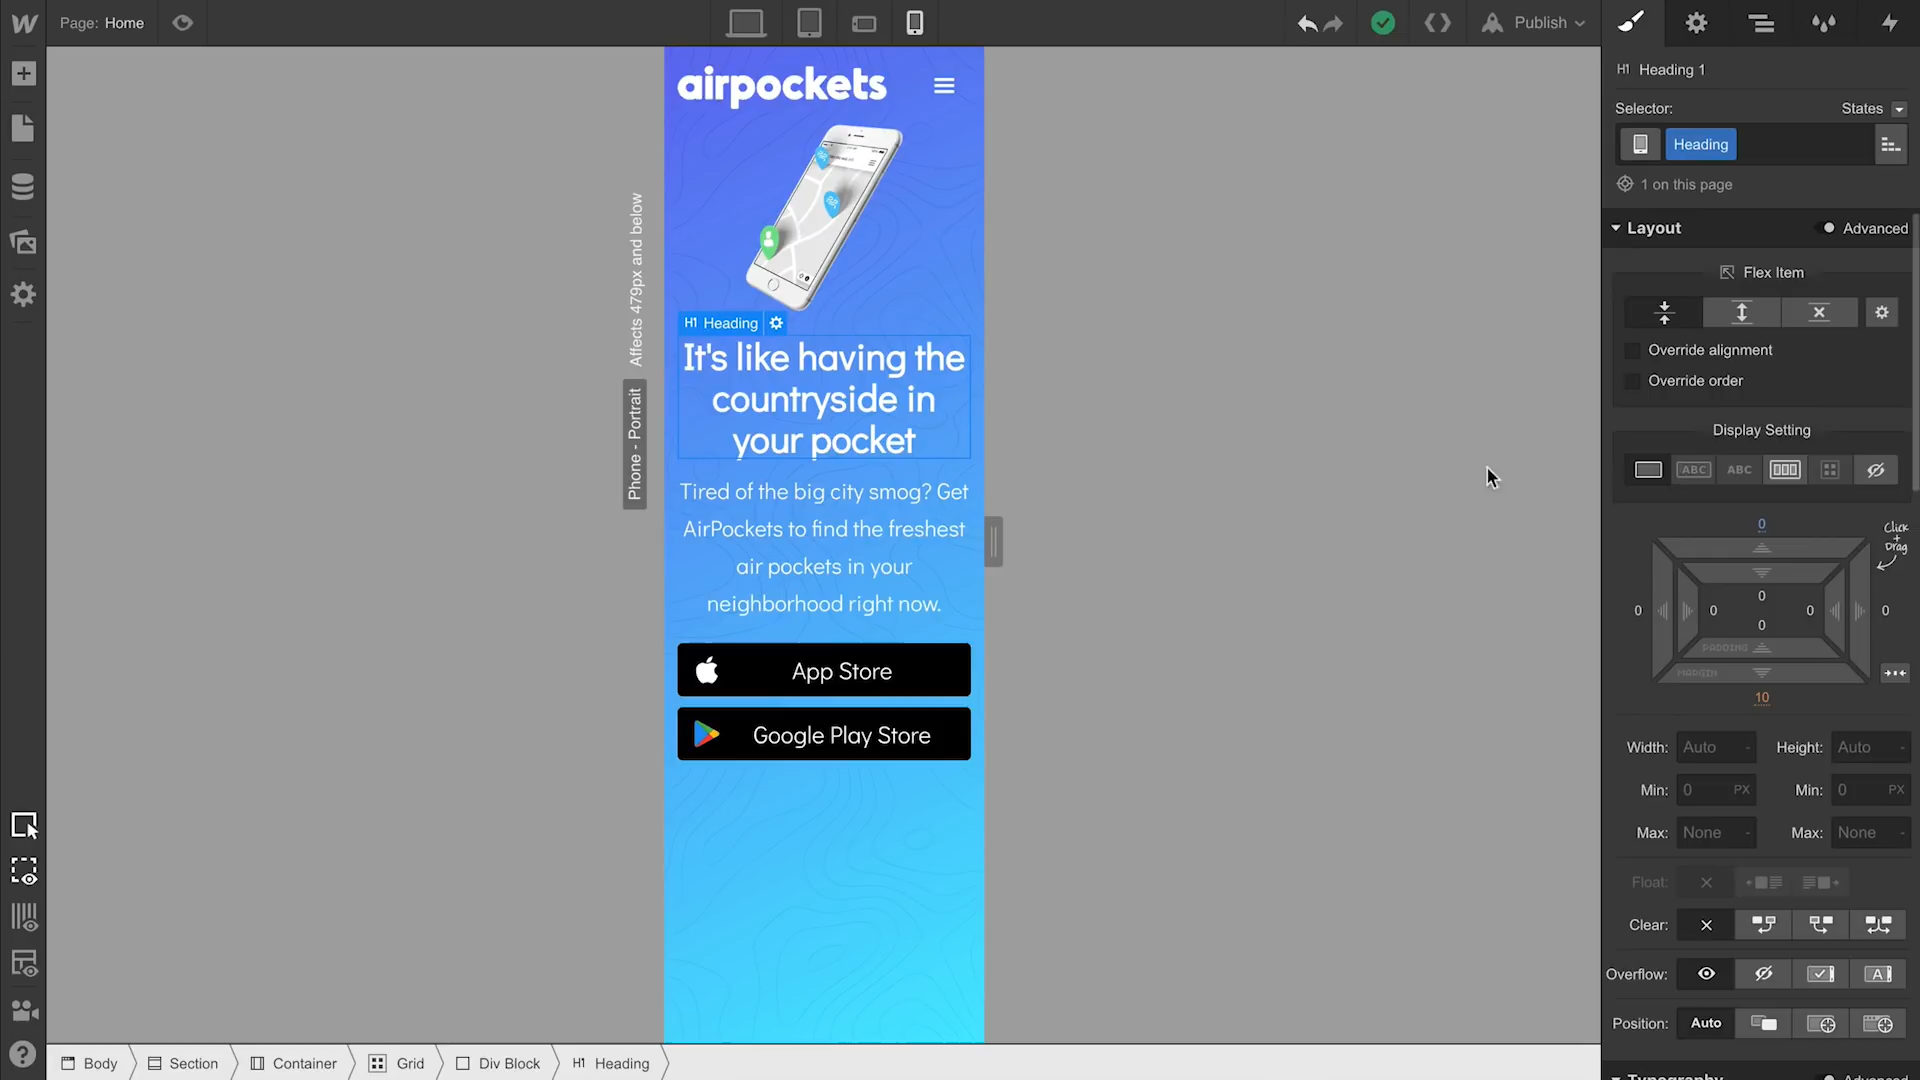 Page: Home
Publish
Affects 479px and below
Phone - Portrait
airpockets
H1 Heading
It's like having the
countryside in
your pocket
Tired of the big city smog? Get
AirPockets to find the freshest
air pockets in your
neighborhood right now.
App Store
Google Play Store
H1 Heading 1
Selector:
States
Heading
1 on this page
Layout
Advanced
Flex Item
Override alignment
Override order
Display Setting
ABC
ABC
0
Click
+
Drag
0
0 0 0 0
0
PADDING
MARGIN
10
Width: Auto - Height: Auto -
Min: 0 PX Min: 0 PX
Max: None - Max: None -
Float:
Clear:
Overflow:
A
Position: Auto
Body
Section
Container
Grid
Div Block
H1 Heading